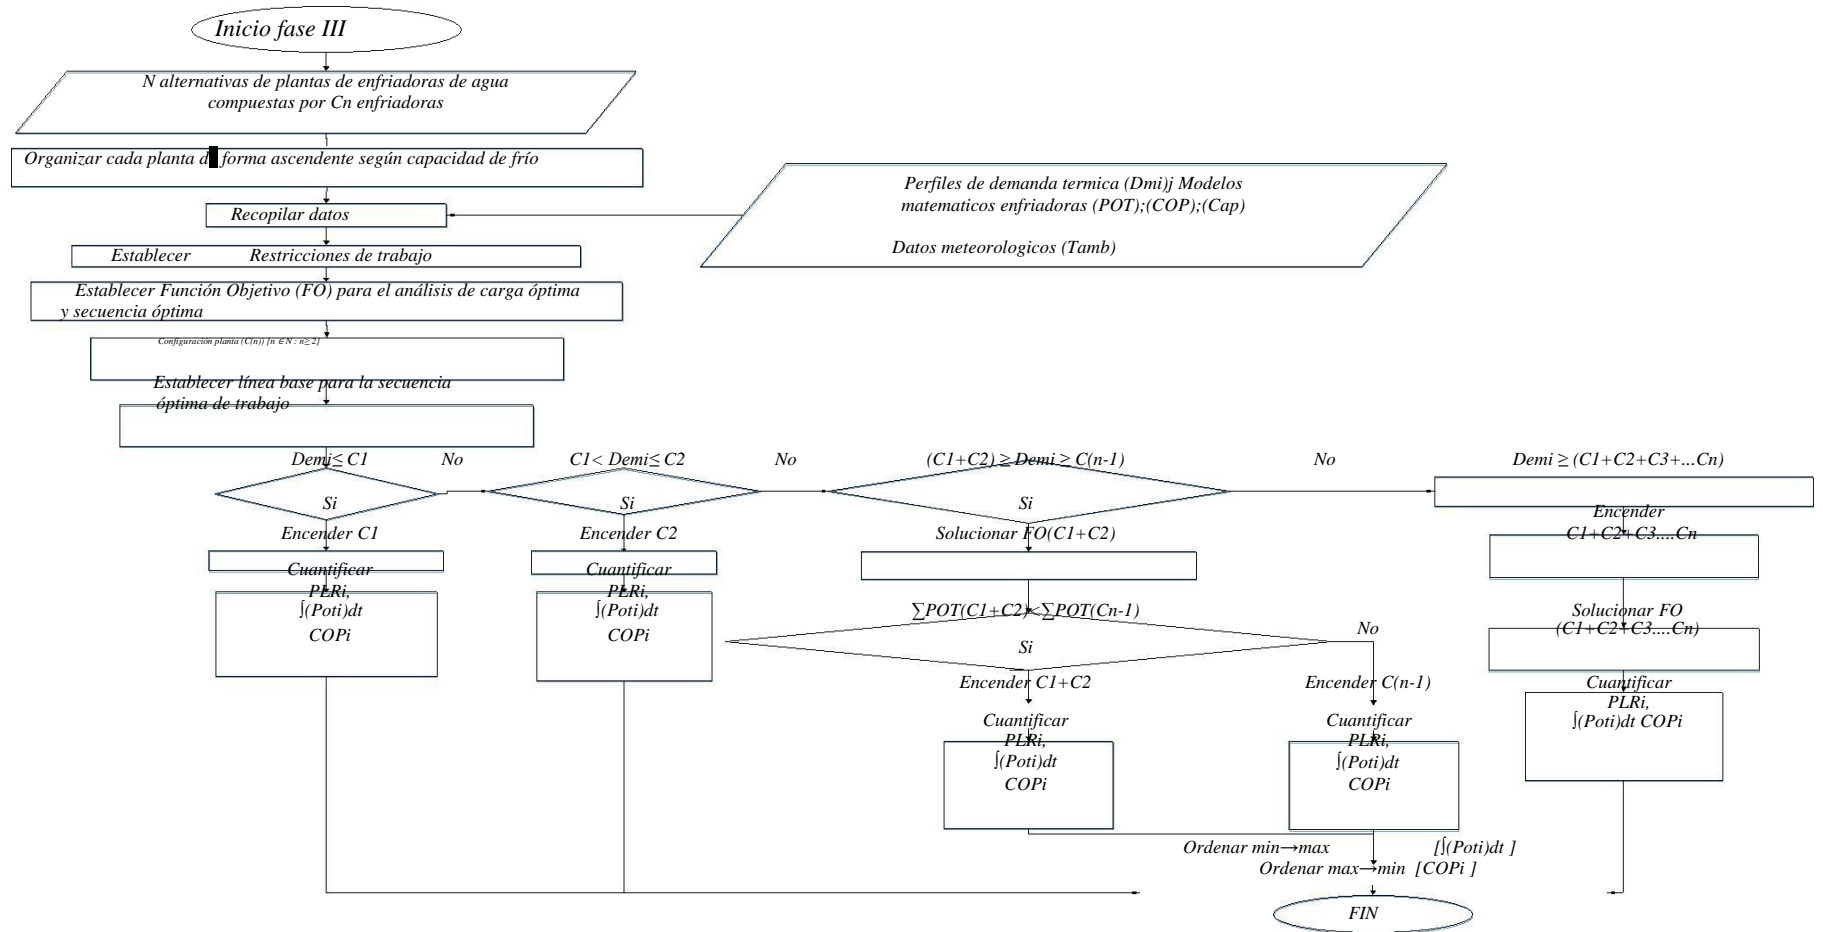 Inicio fase III
N alternativas de plantas de enfriadoras de agua
compuestas por Cn enfriadoras
Organizar cada planta d forma ascendente según capacidad de frío
Perfiles de demanda termica (Dmi)j Modelos
matematicos enfriadoras (POT);(COP);(Cap)
Datos meteorologicos (Tamb)
Recopilar datos
Establecer Restricciones de trabajo
Establecer Función Objetivo (FO) para el análisis de carga óptima
y secuencia óptima
Configuración planta (C(n)) {n ∈ N : n≥ 2}
Establecer línea base para la secuencia
óptima de trabajo
Demi≤ C1
No
C1< Demi≤ C2
No
(C1+C2) ≥ Demi ≥ C(n-1)
No
Demi ≥ (C1+C2+C3+...Cn)
Si
Si
Si
Encender C1
Encender C2
Solucionar FO(C1+C2)
Encender
C1+C2+C3....Cn
Cuantificar
PLRi,
∫(Poti)dt
COPi
Cuantificar
PLRi,
∫(Poti)dt
COPi
∑POT(C1+C2)<∑POT(Cn-1)
No
Si
Solucionar FO
(C1+C2+C3....Cn)
Encender C1+C2
Encender C(n-1)
Cuantificar
PLRi,
∫(Poti)dt COPi
Cuantificar
PLRi,
∫(Poti)dt
COPi
Cuantificar
PLRi,
∫(Poti)dt
COPi
Ordenar min→max [∫(Poti)dt ]
Ordenar max→min [COPi ]
FIN